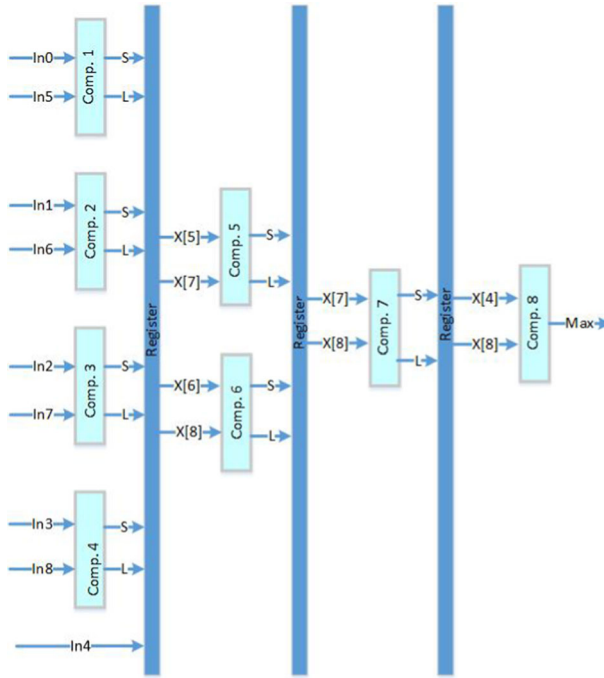 In0
In5
Comp. 1
S
L
In1
In6
Comp. 2
S
L
In2
In7
Comp. 3
S
L
In3
In8
Comp. 4
S
L
In4
Register
X[5]
X[7]
Comp. 5
S
L
X[6]
X[8]
Comp. 6
S
L
Register
X[7]
X[8]
Comp. 7
S
L
Register
X[4]
X[8]
Comp. 8
Max